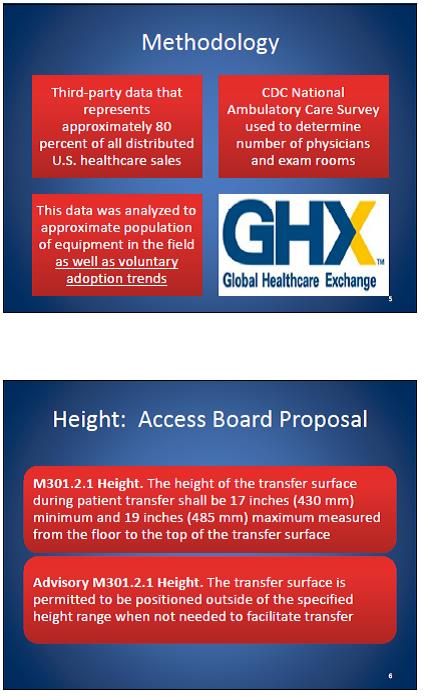 Methodology
Third-party data that
represents
approximately 80
percent of all distributed
U.S. healthcare sales
CDC National
Ambulatory Care Survey
used to determine
number of physicians
and exam rooms
This data was analyzed to
approximate population
of equipment in the field
as well as voluntary
adoption trends
GHX™
Global Healthcare Exchange
5
Height: Access Board Proposal
M301.2.1 Height. The height of the transfer surface
during patient transfer shall be 17 inches (430 mm)
minimum and 19 inches (485 mm) maximum measured
from the floor to the top of the transfer surface
Advisory M301.2.1 Height. The transfer surface is
permitted to be positioned outside of the specified
height range when not needed to facilitate transfer
6